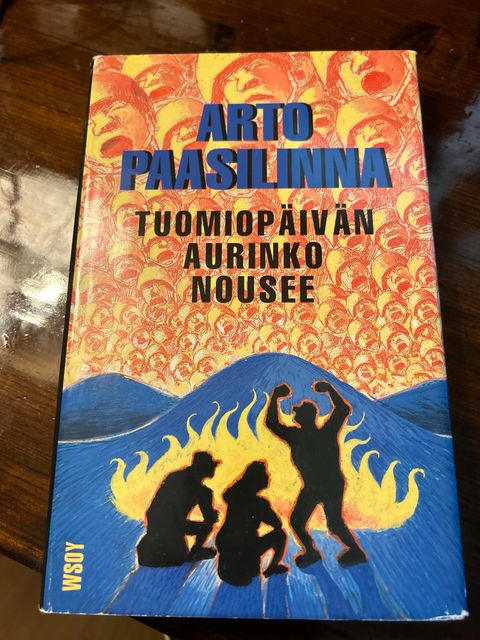 ARTO
PAASILINNA
TUOMIOPÄIVÄN
AURINKO
NOUSEE
WSOY